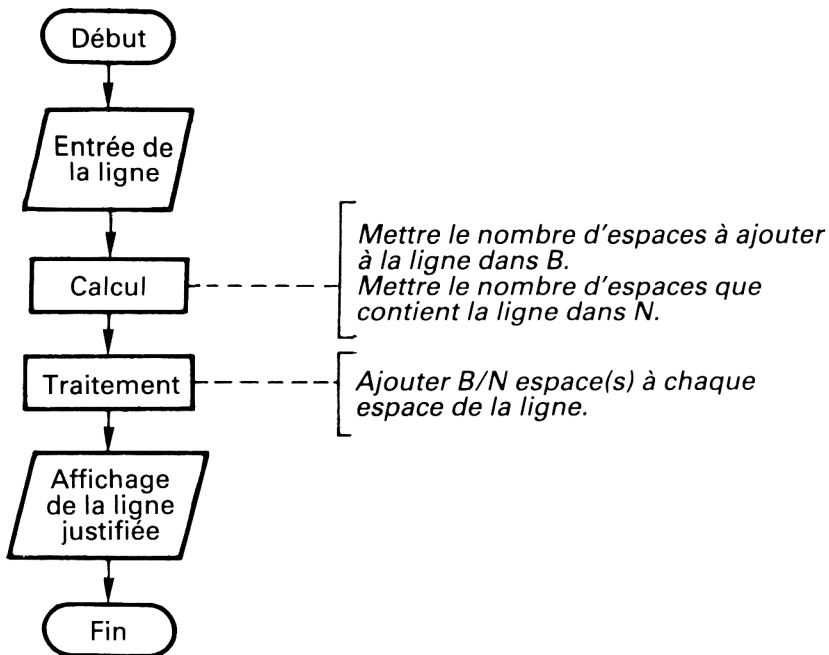 Début
Entrée de
la ligne
Calcul
Mettre le nombre d'espaces à ajouter
à la ligne dans B.
Mettre le nombre d'espaces que
contient la ligne dans N.
Traitement
Ajouter B/N espace(s) à chaque
espace de la ligne.
Affichage
de la ligne
justifiée
Fin